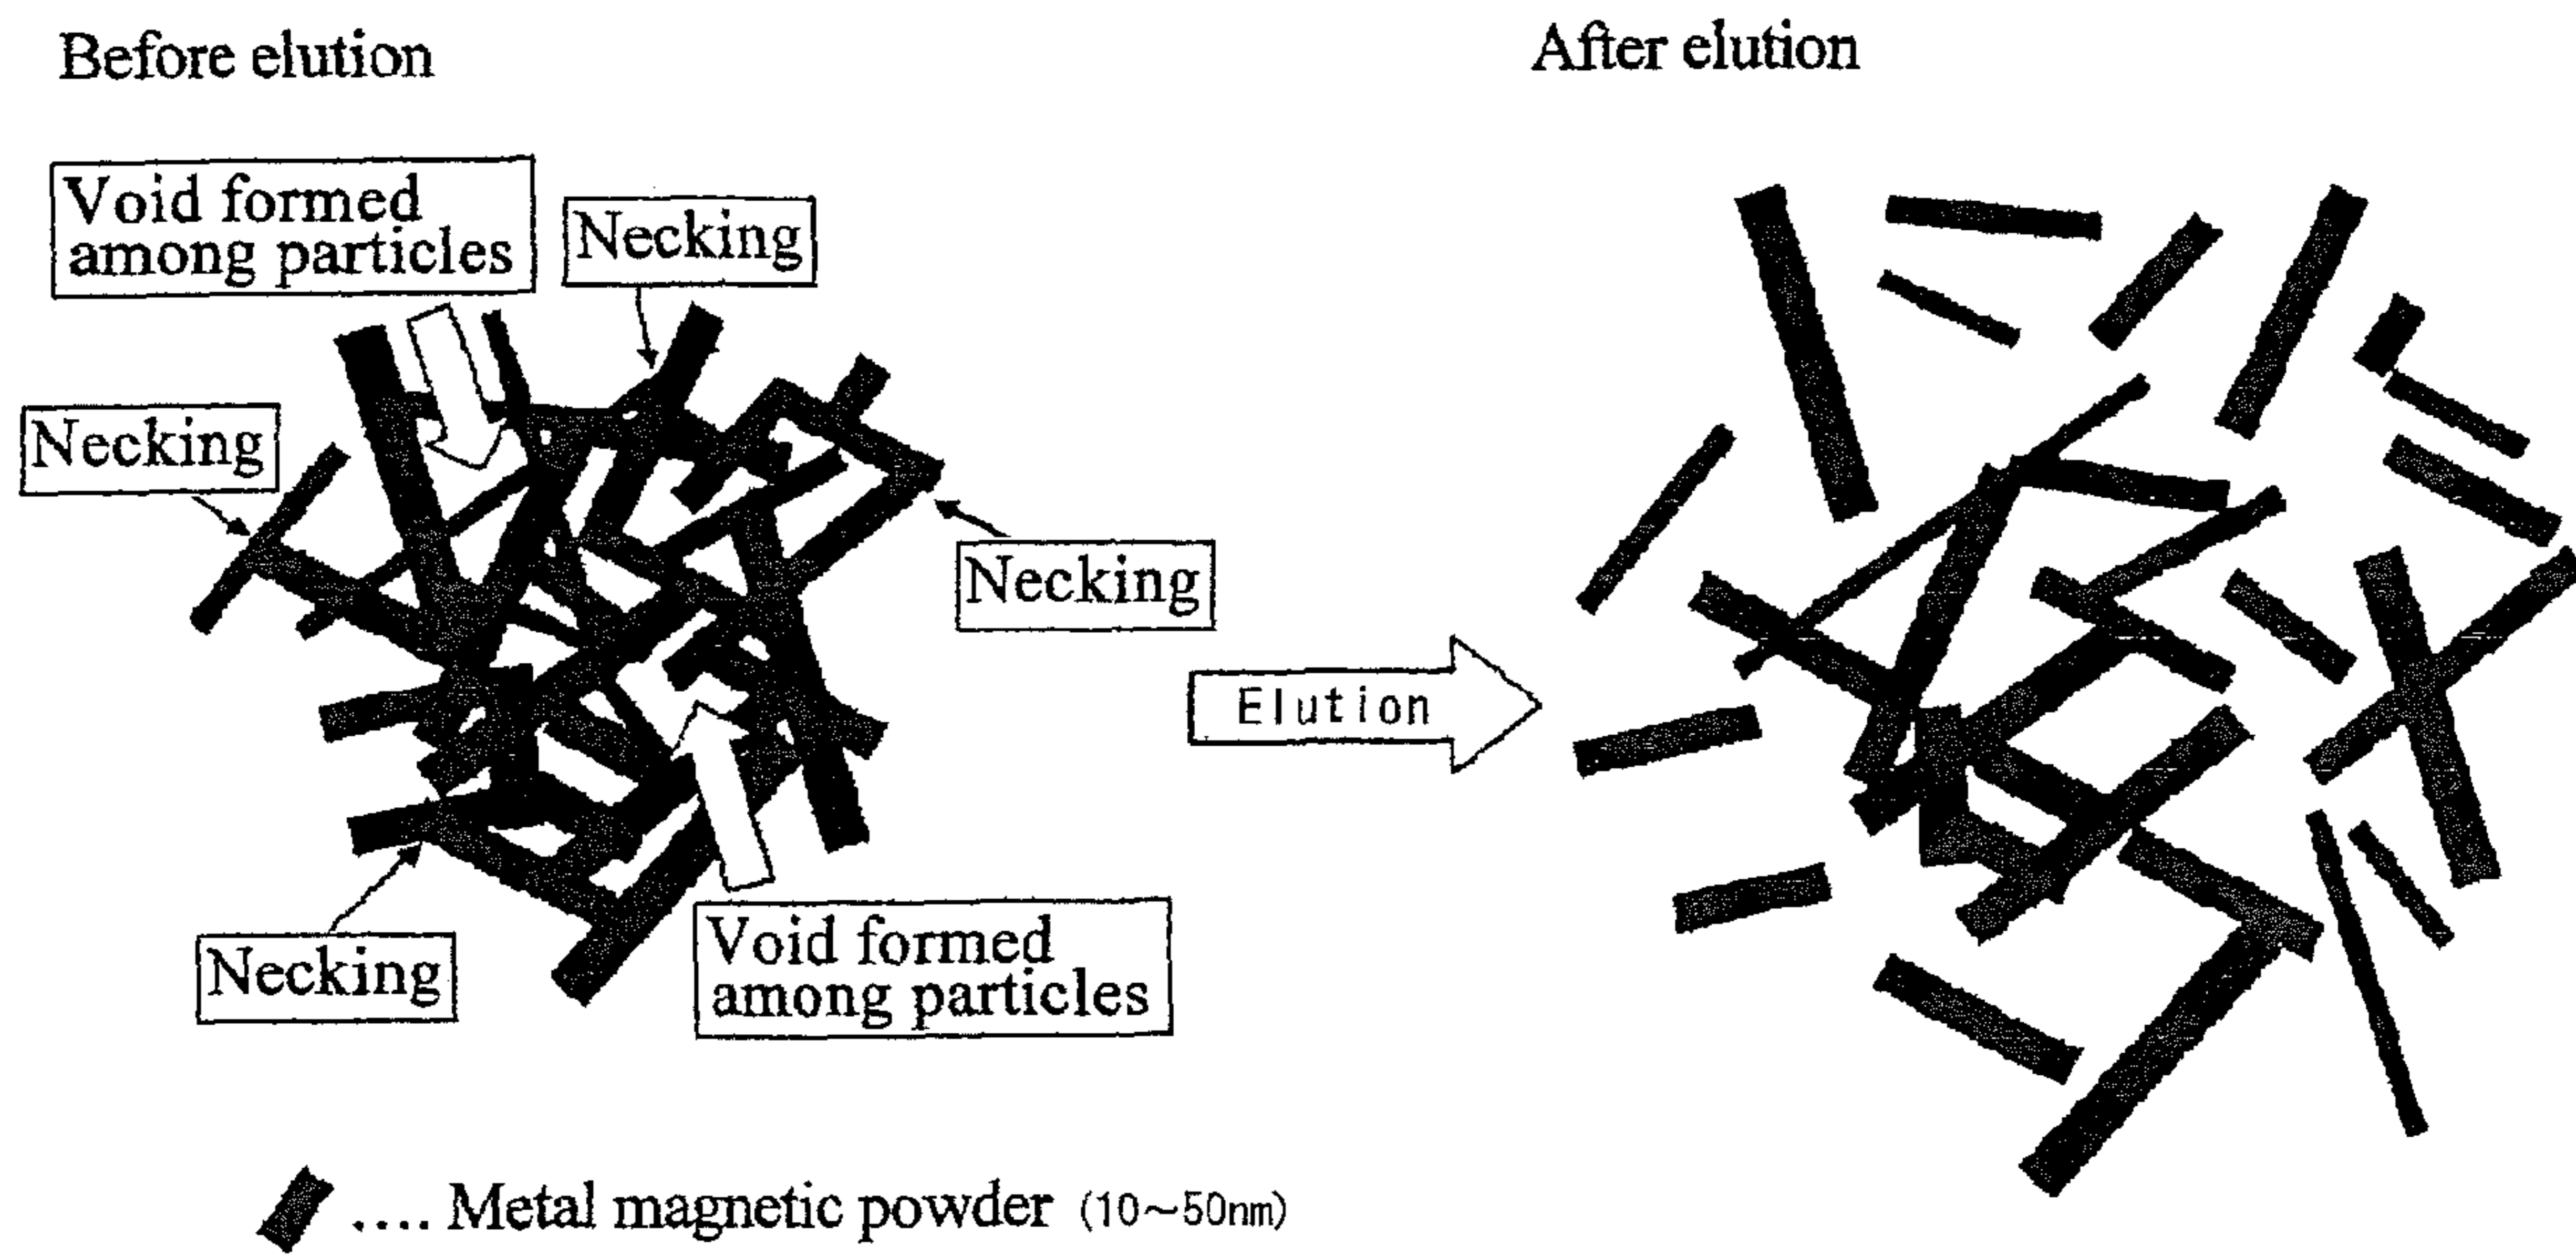 Before elution
After elution
Void formed
among particles
Necking
Necking
Necking
Elution
Necking
Void formed
among particles
.... Metal magnetic powder (10~50nm)